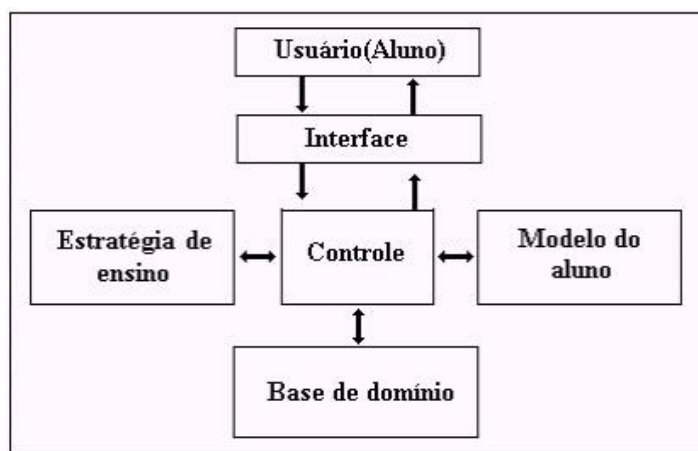 Usuário(Aluno)
Interface
Estratégia de
ensino
Controle
Modelo do
aluno
Base de domínio